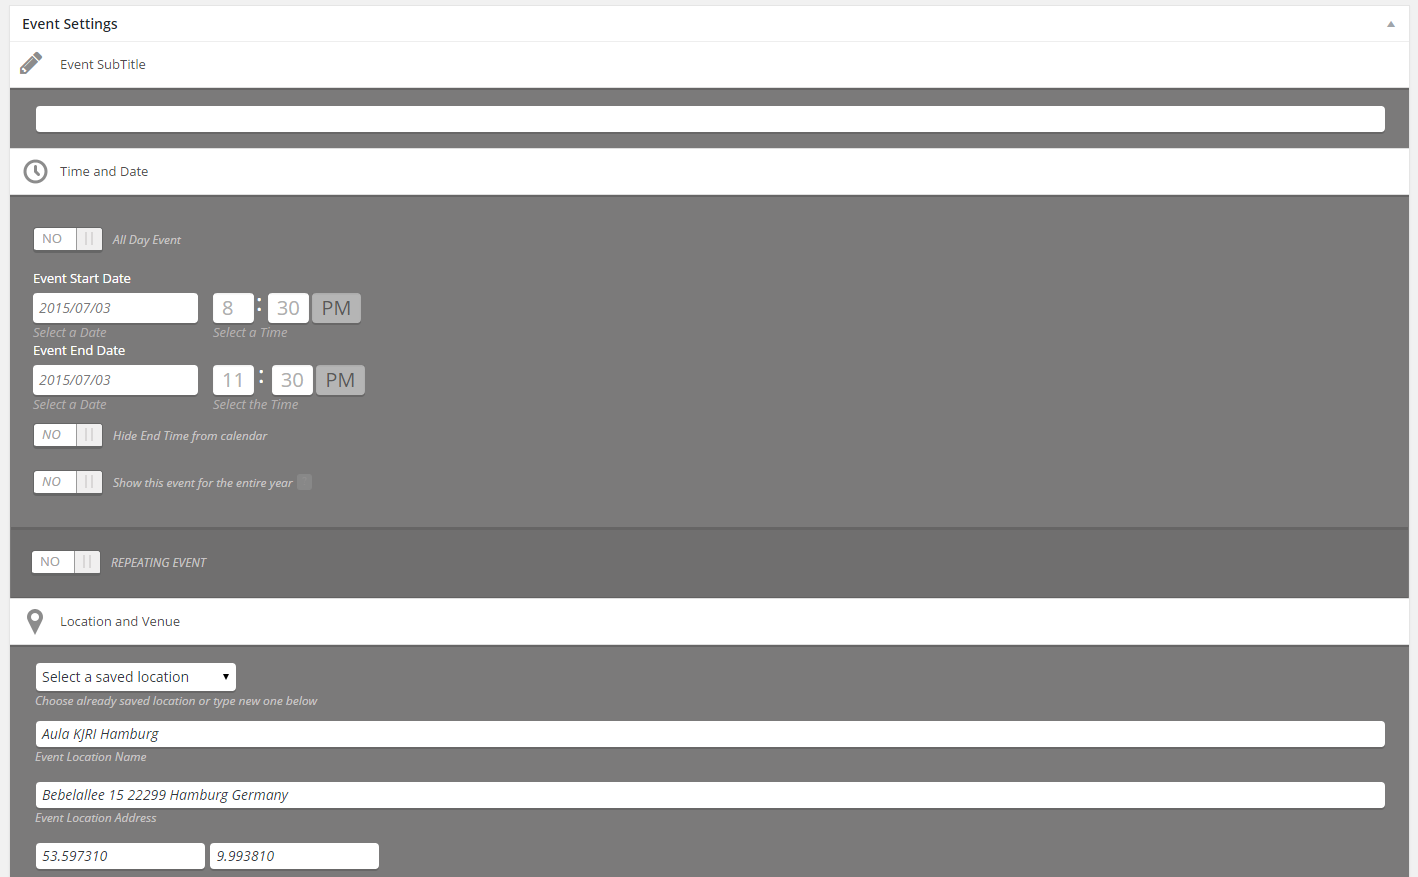 Event Settings
Event SubTitle
Time and Date
NO All Day Event
Event Start Date
2015/07/03 8 : 30 PM
Select a Date Select a Time
Event End Date
2015/07/03 11 : 30 PM
Select a Date Select the Time
NO Hide End Time from calendar
NO Show this event for the entire year
NO REPEATING EVENT
Location and Venue
Select a saved location
Choose already saved location or type new one below
Aula KJRI Hamburg
Event Location Name
Bebelallee 15 22299 Hamburg Germany
Event Location Address
53.597310 9.993810